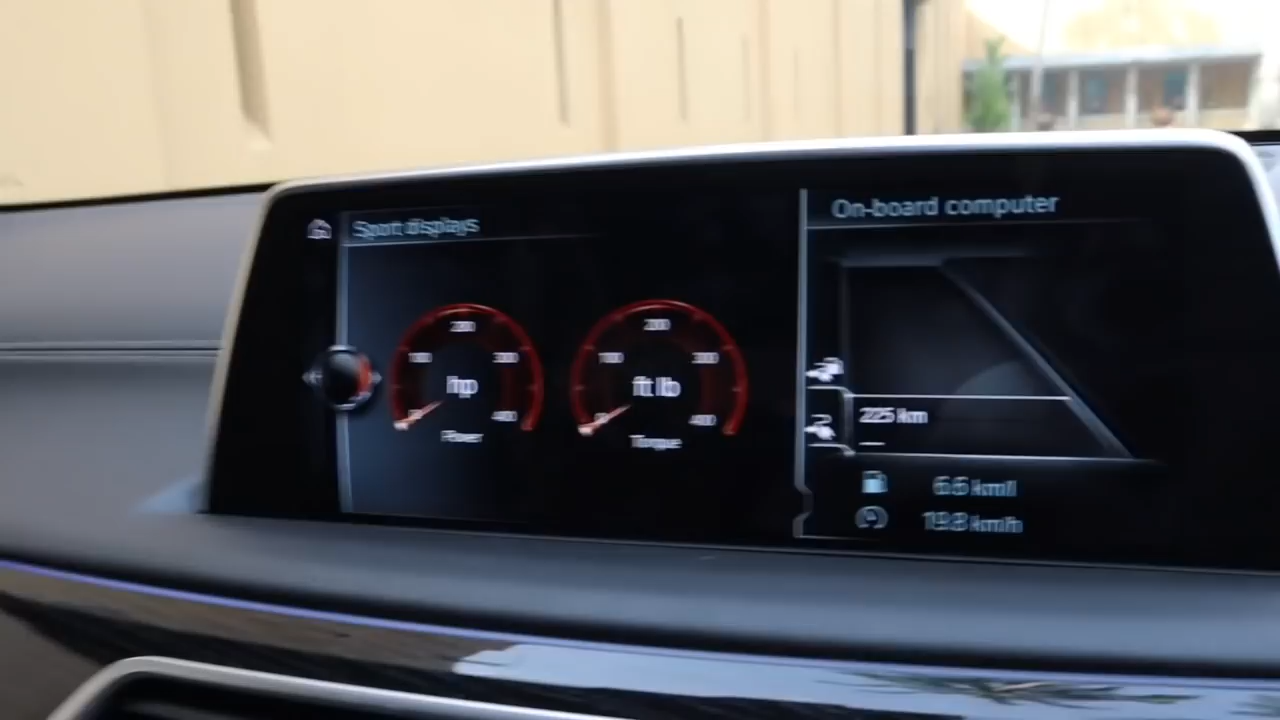 Sport displays
200
100
300
hp
0
400
Power
200
100
300
ft lb
0
400
Torque
On-board computer
225 km
6.6 km/l
19.8 km/h